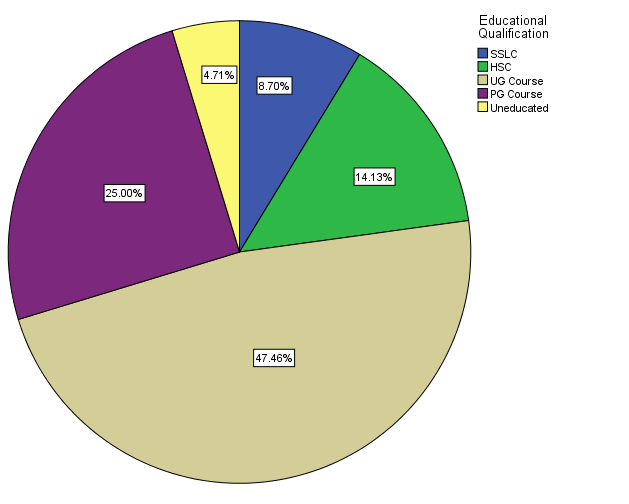 Educational
Qualification
SSLC
HSC
UG Course
PG Course
Uneducated
4.71%
8.70%
14.13%
25.00%
47.46%